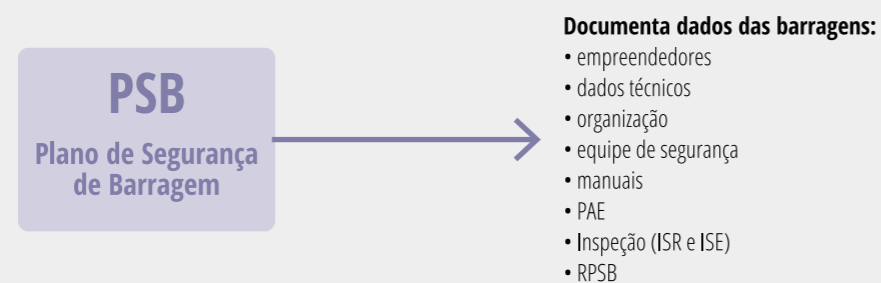 PSB
Plano de Segurança
de Barragem
Documenta dados das barragens:
• empreendedores
• dados técnicos
• organização
• equipe de segurança
• manuais
• PAE
• Inspeção (ISR e ISE)
• RPSB